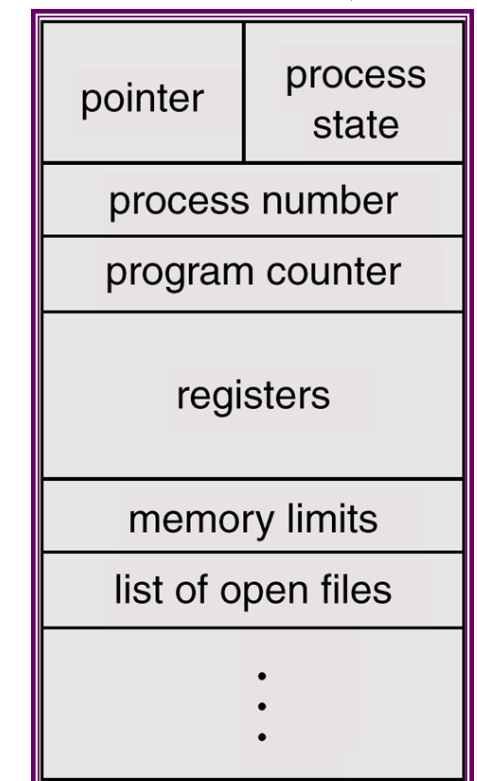 pointer
process
state
process number
program counter
registers
memory limits
list of open files
.
.
.